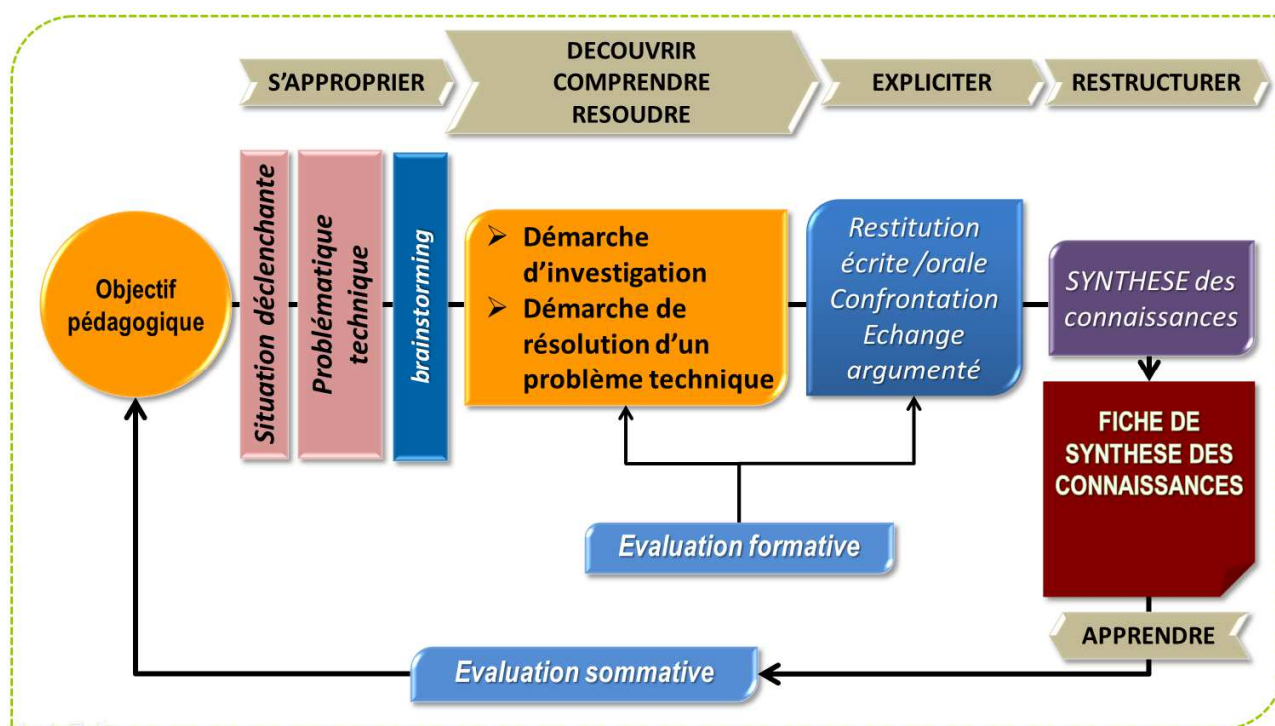 S'APPROPRIER
DECOUVRIR
COMPRENDRE
RESOUDRE
EXPLICITER
RESTRUCTURER
Objectif
pédagogique
Situation déclenchante
Problématique
technique
brainstorming
➢ Démarche
d'investigation
➢ Démarche de
résolution d'un
problème technique
Restitution
écrite /orale
Confrontation
Echange
argumenté
SYNTHESE des
connaissances
FICHE DE
SYNTHESE DES
CONNAISSANCES
Evaluation formative
APPRENDRE
Evaluation sommative